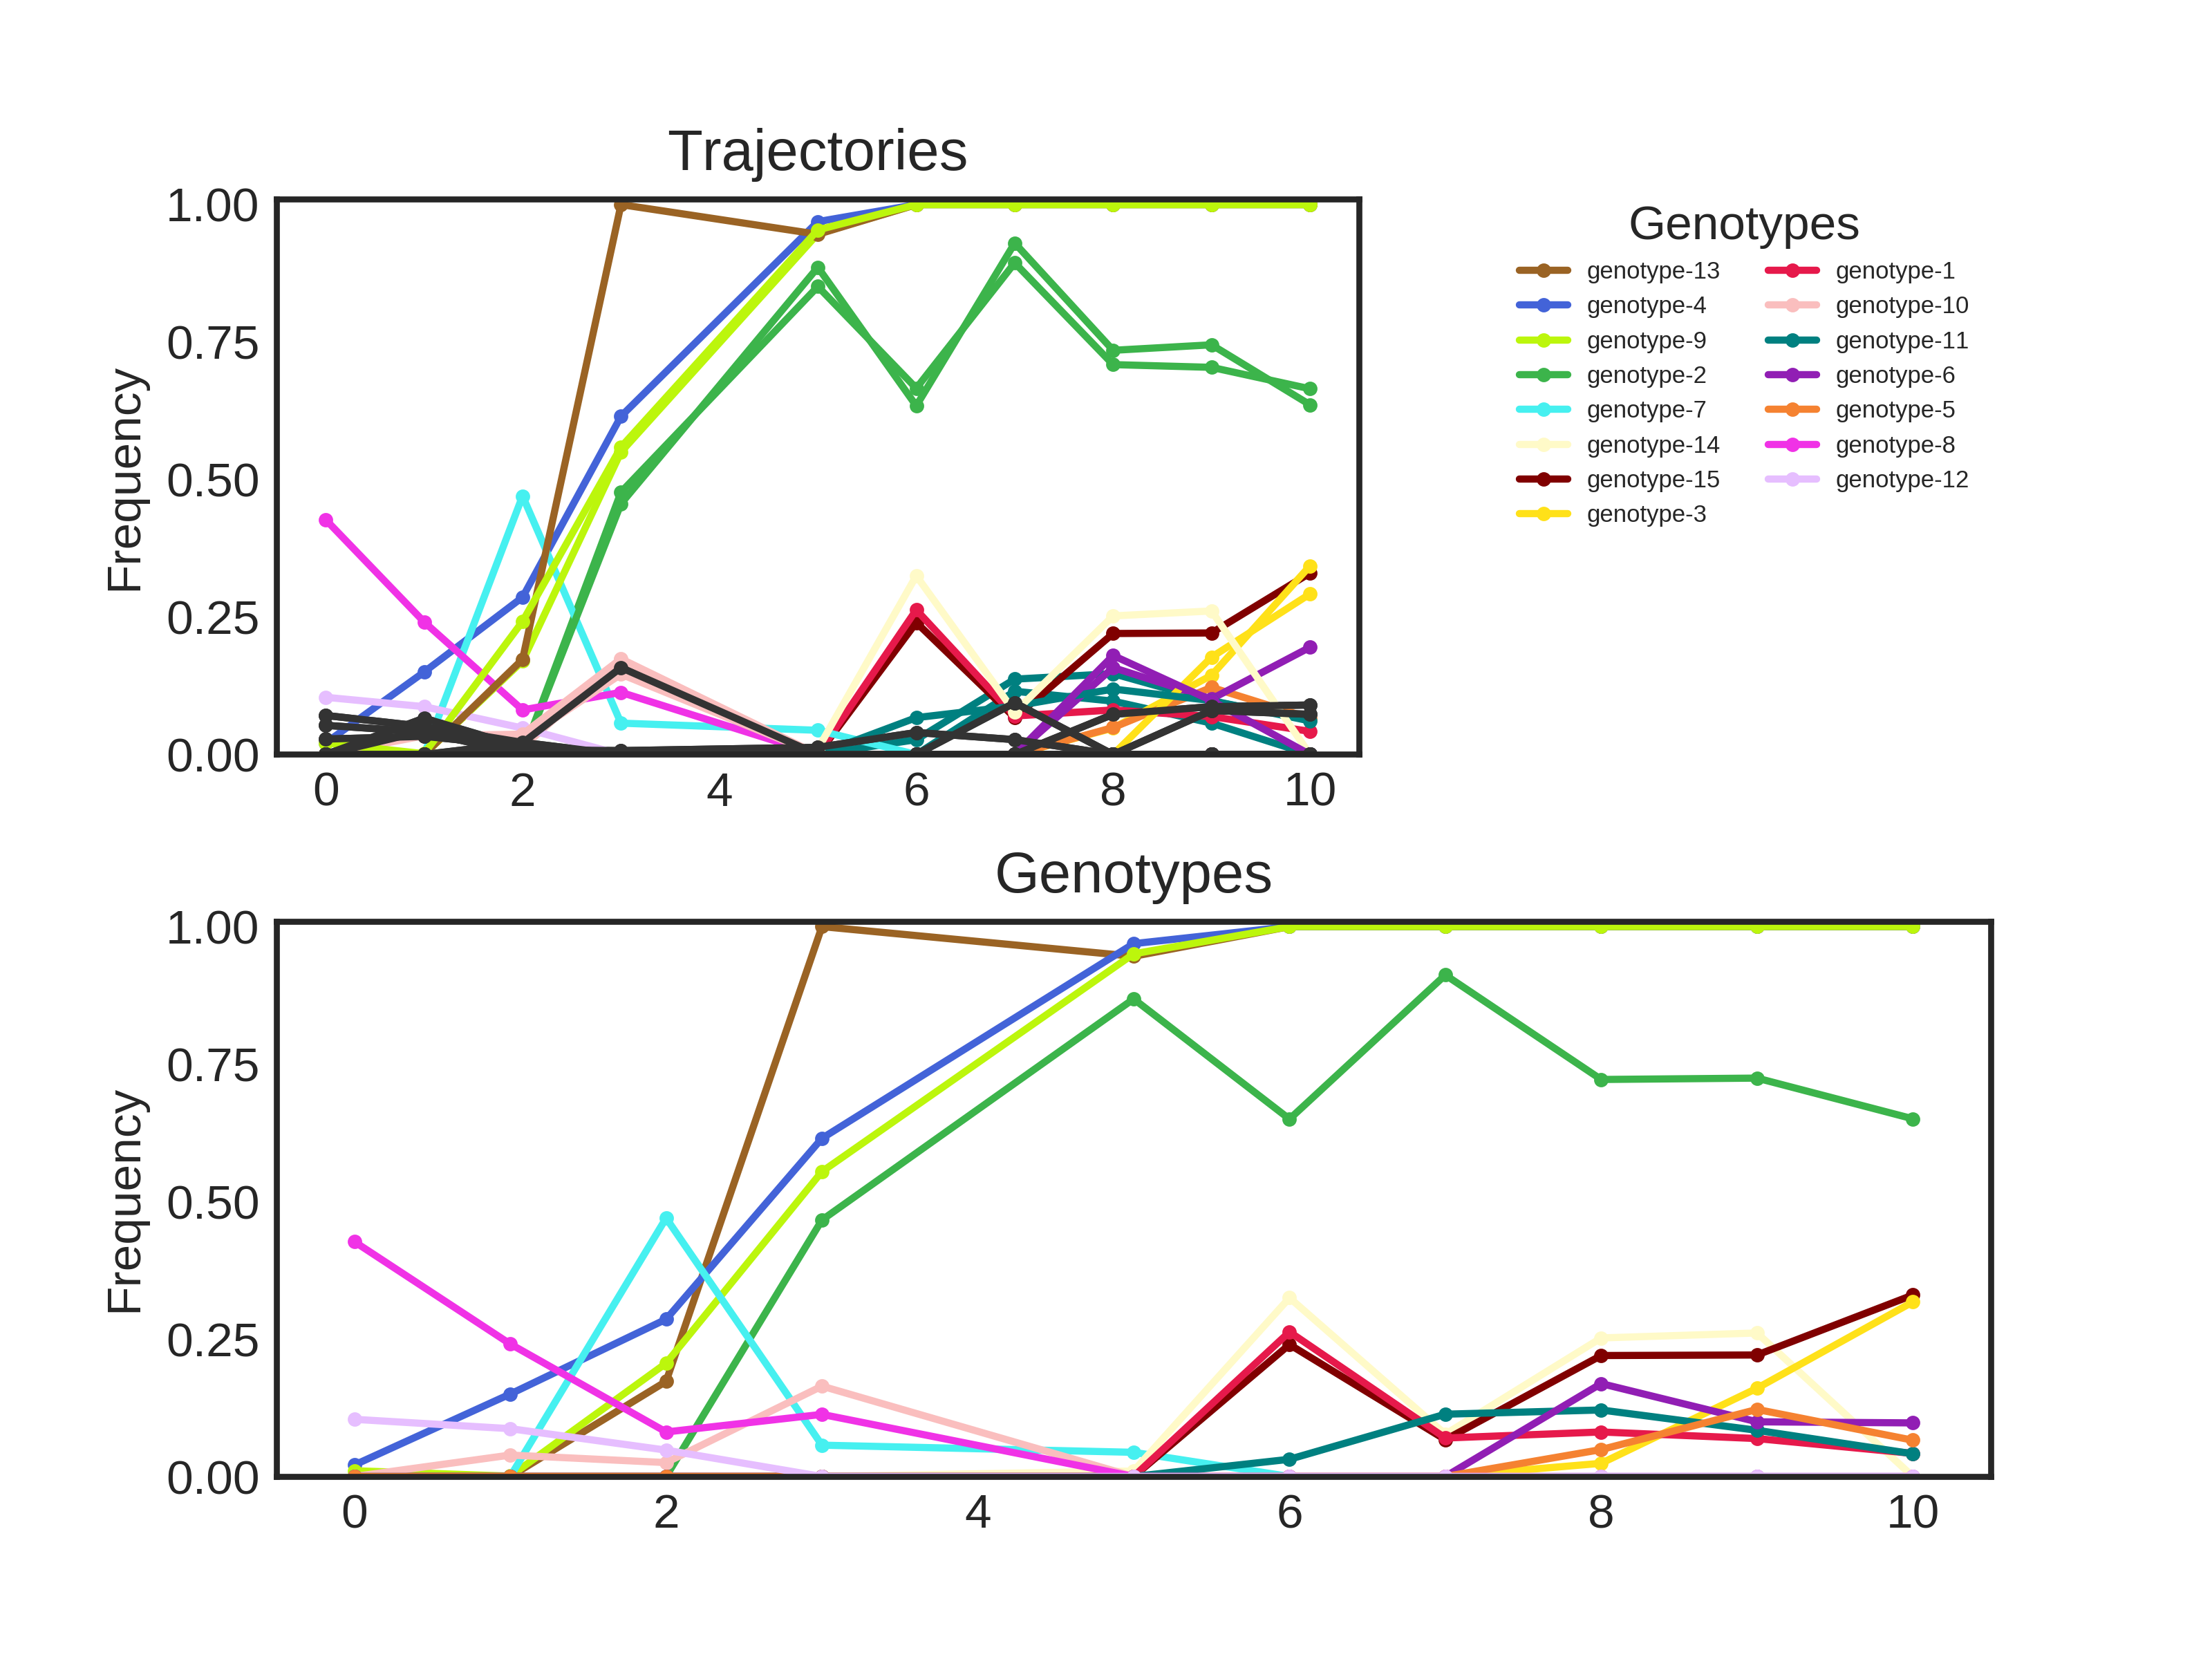 Trajectories
1.00
0.75
0.50
0.25
0.00
Frequency
0 2 4 6 8 10
Genotypes
genotype-13
genotype-4
genotype-9
genotype-2
genotype-7
genotype-14
genotype-15
genotype-3
genotype-1
genotype-10
genotype-11
genotype-6
genotype-5
genotype-8
genotype-12
Genotypes
1.00
0.75
0.50
0.25
0.00
Frequency
0 2 4 6 8 10